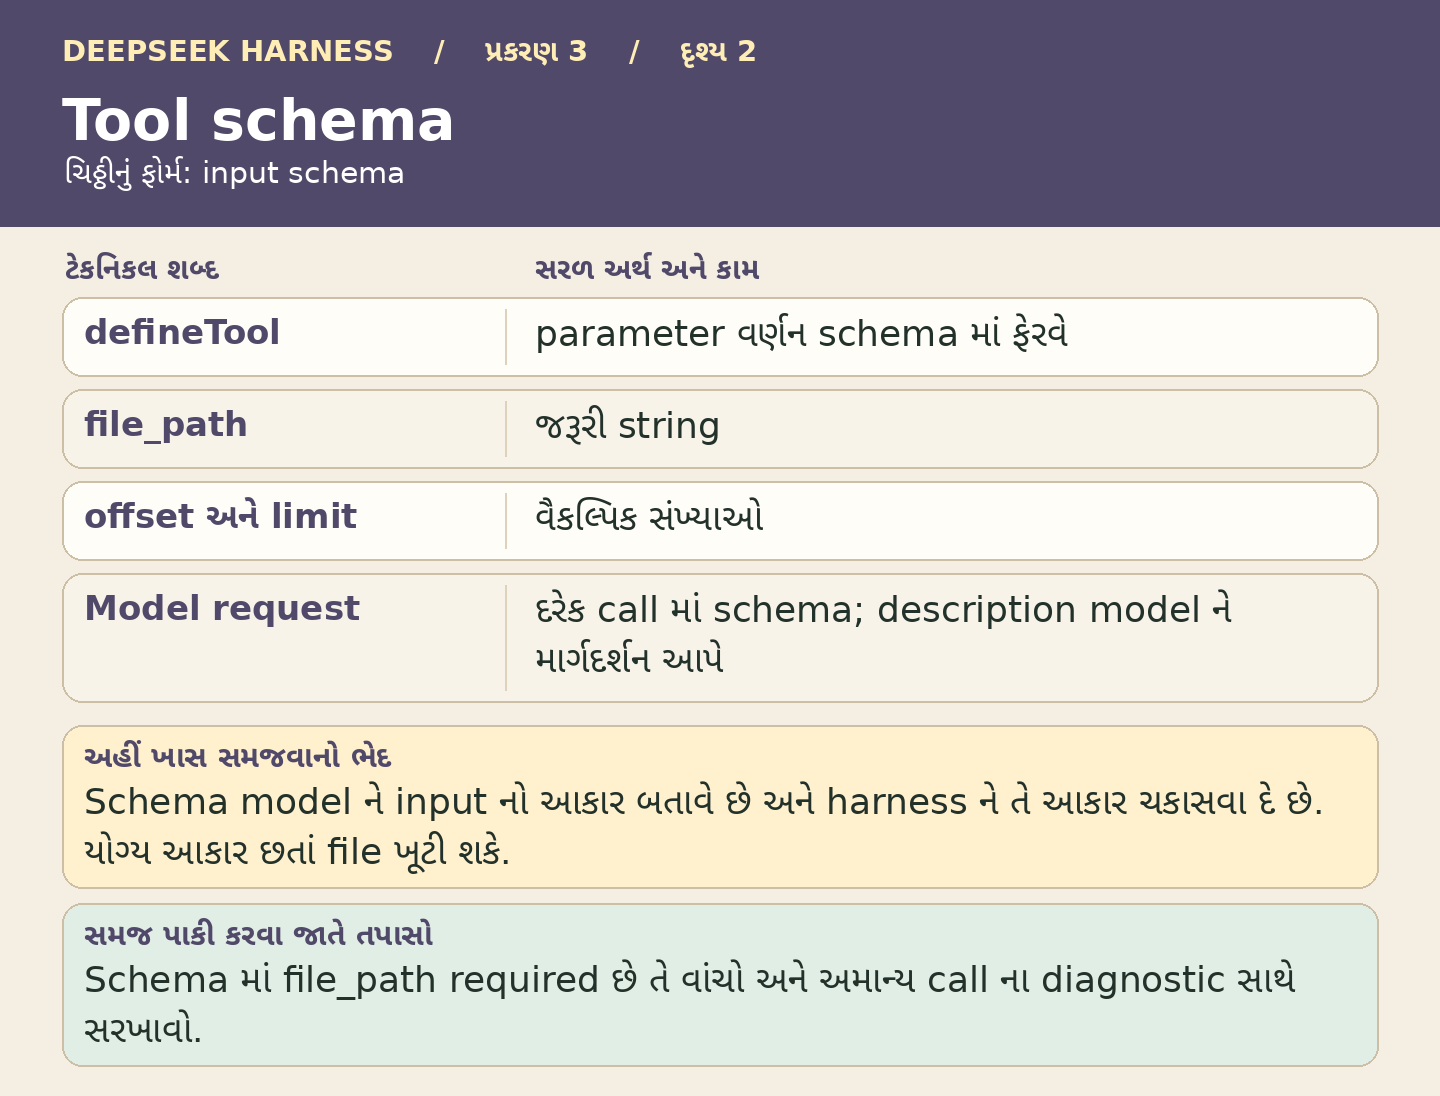 DEEPSEEK HARNESS / પ્રકરણ 3 / દૃશ્ય 2
Tool schema
ચિઠ્ઠીનું ફોર્મ: input schema
ટેકનિકલ શબ્દ સરળ અર્થ અને કામ
defineTool parameter વર્ણન schema માં ફેરવે
file_path જરૂરી string
offset અને limit વૈકલ્પિક સંખ્યાઓ
Model request દરેક call માં schema; description model ને
માર્ગદર્શન આપે
અહીં ખાસ સમજવાનો ભેદ
Schema model ને input નો આકાર બતાવે છે અને harness ને તે આકાર ચકાસવા દે છે.
યોગ્ય આકાર છતાં file ખૂટી શકે.
સમજ પાકી કરવા જાતે તપાસો
Schema માં file_path required છે તે વાંચો અને અમાન્ય call ના diagnostic સાથે
સરખાવો.